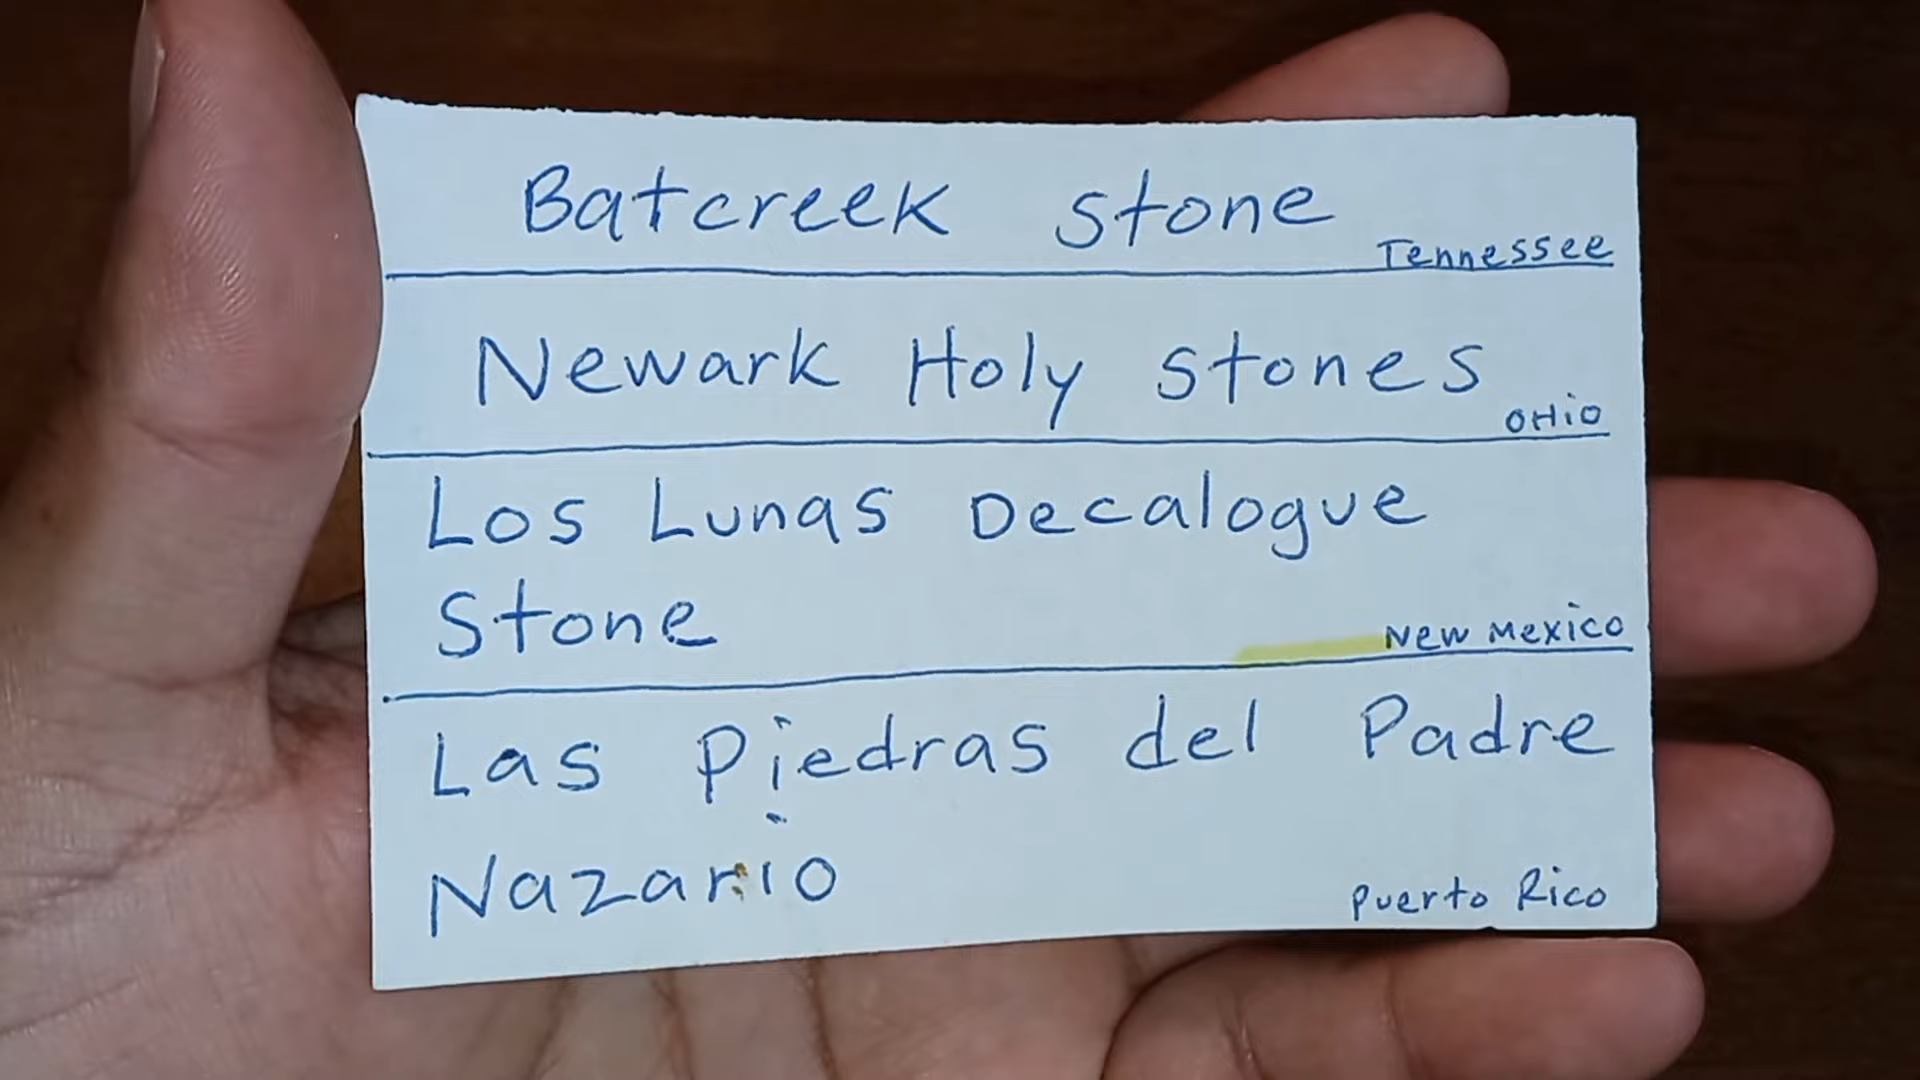 Batcreek Stone
Tennessee
Newark Holy Stones
OHio
Los Lunas Decalogue
Stone
New Mexico
Las Piedras del Padre
Nazario
Puerto Rico